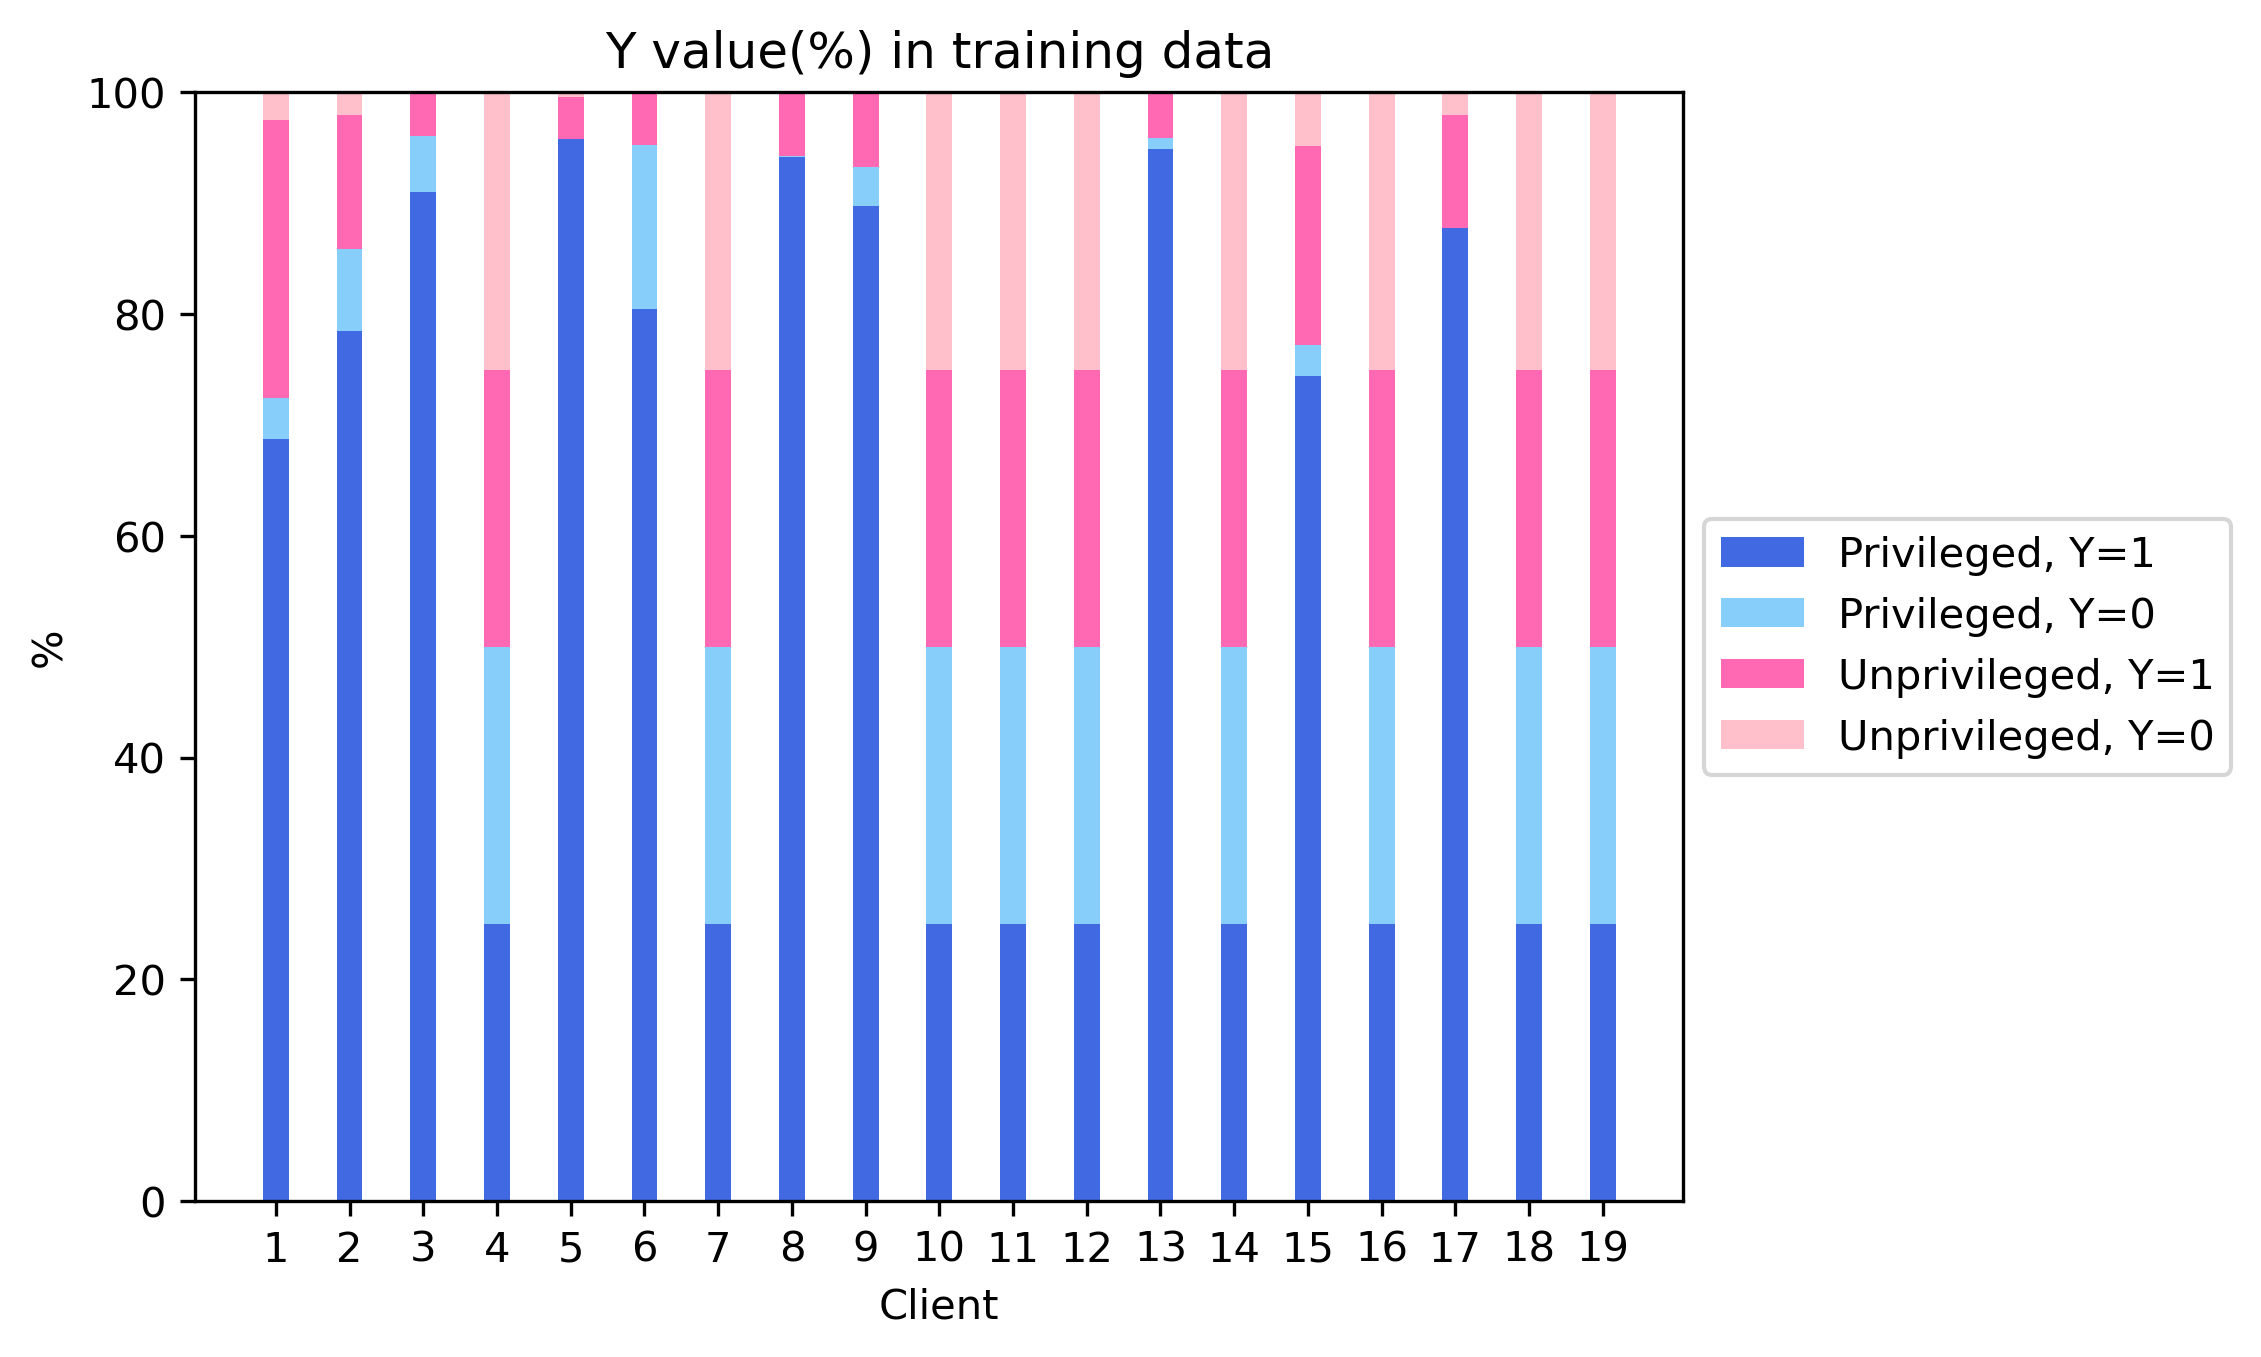 Y value(%) in training data
100
80
60
40
20
0
%
1 2 3 4 5 6 7 8 9 10 11 12 13 14 15 16 17 18 19
Client
Privileged, Y=1
Privileged, Y=0
Unprivileged, Y=1
Unprivileged, Y=0